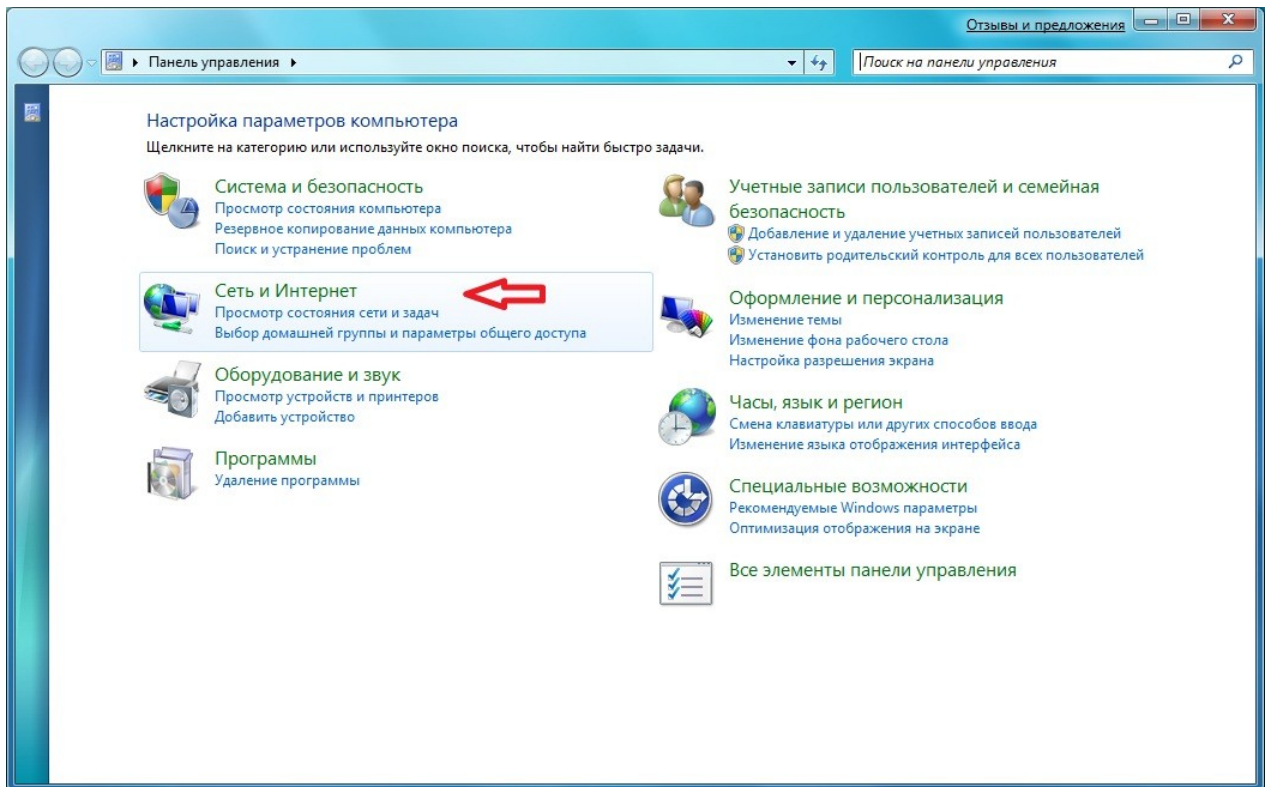 Отзывы и предложения
Панель управления
Поиск на панели управления
Настройка параметров компьютера
Щелкните на категорию или используйте окно поиска, чтобы найти быстро задачи.
Система и безопасность
Просмотр состояния компьютера
Резервное копирование данных компьютера
Поиск и устранение проблем
Сеть и Интернет
Просмотр состояния сети и задач
Выбор домашней группы и параметры общего доступа
Оборудование и звук
Просмотр устройств и принтеров
Добавить устройство
Программы
Удаление программы
Учетные записи пользователей и семейная
безопасность
Добавление и удаление учетных записей пользователей
Установить родительский контроль для всех пользователей
Оформление и персонализация
Изменение темы
Изменение фона рабочего стола
Настройка разрешения экрана
Часы, язык и регион
Смена клавиатуры или других способов ввода
Изменение языка отображения интерфейса
Специальные возможности
Рекомендуемые Windows параметры
Оптимизация отображения на экране
Все элементы панели управления